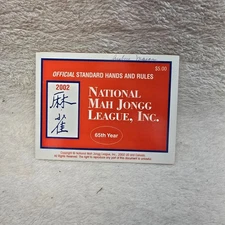 $5.00
OFFICIAL STANDARD HANDS AND RULES
2002
麻
雀
NATIONAL
MAH JONGG
LEAGUE, INC.
65th Year